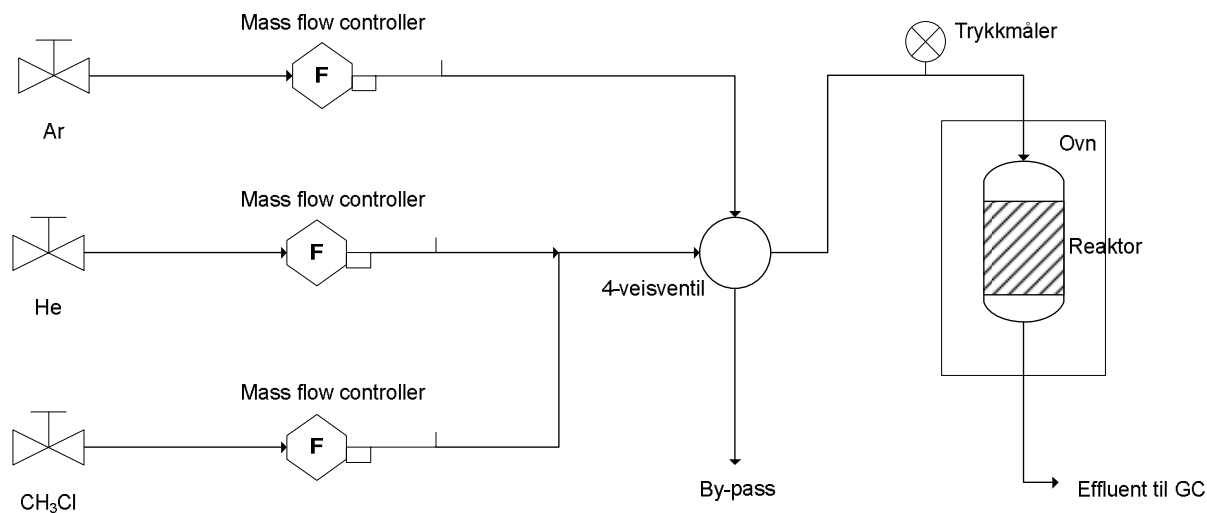 Mass flow controller
Trykkmåler
F
Ar
Ovn
Mass flow controller
F
Reaktor
4-veisventil
He
Mass flow controller
F
By-pass
Effluent til GC
CH₃Cl